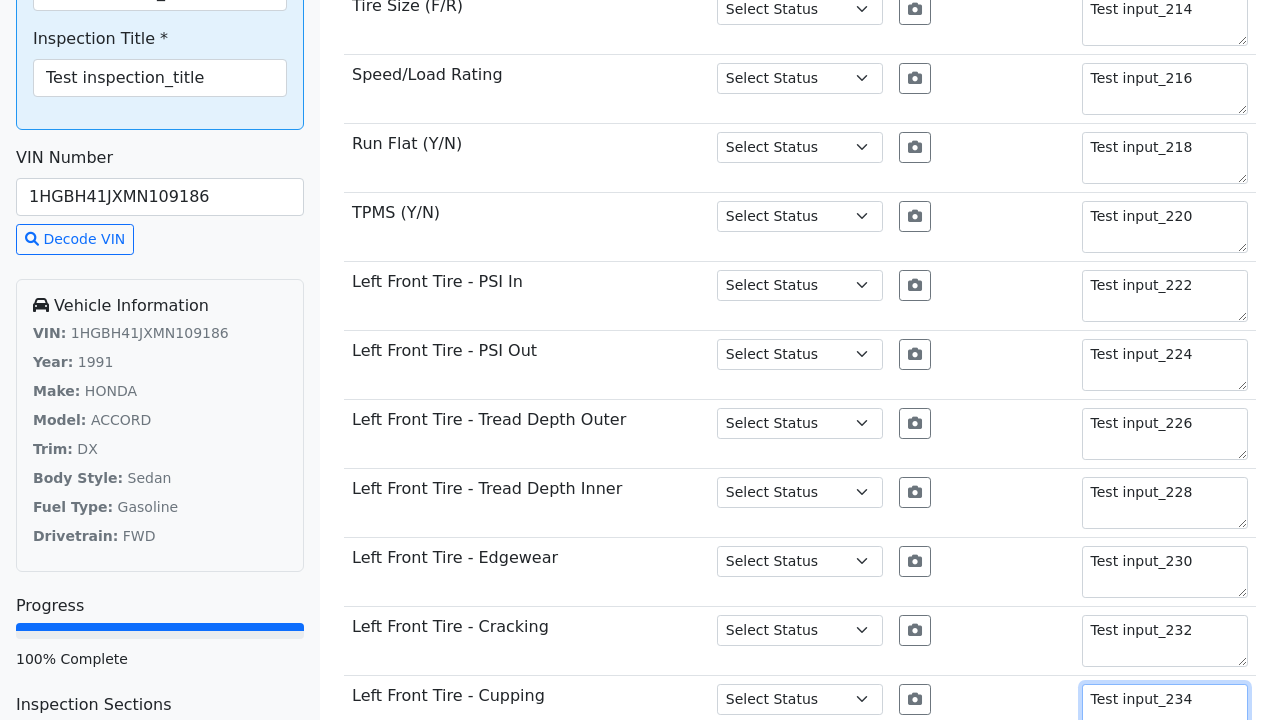 Inspection Title *
Test inspection_title
VIN Number
1HGBH41JXMN109186
Decode VIN
Vehicle Information
VIN: 1HGBH41JXMN109186
Year: 1991
Make: HONDA
Model: ACCORD
Trim: DX
Body Style: Sedan
Fuel Type: Gasoline
Drivetrain: FWD
Progress
100% Complete
Inspection Sections
Tire Size (F/R) Select Status Test input_214
Speed/Load Rating Select Status Test input_216
Run Flat (Y/N) Select Status Test input_218
TPMS (Y/N) Select Status Test input_220
Left Front Tire - PSI In Select Status Test input_222
Left Front Tire - PSI Out Select Status Test input_224
Left Front Tire - Tread Depth Outer Select Status Test input_226
Left Front Tire - Tread Depth Inner Select Status Test input_228
Left Front Tire - Edgewear Select Status Test input_230
Left Front Tire - Cracking Select Status Test input_232
Left Front Tire - Cupping Select Status Test input_234